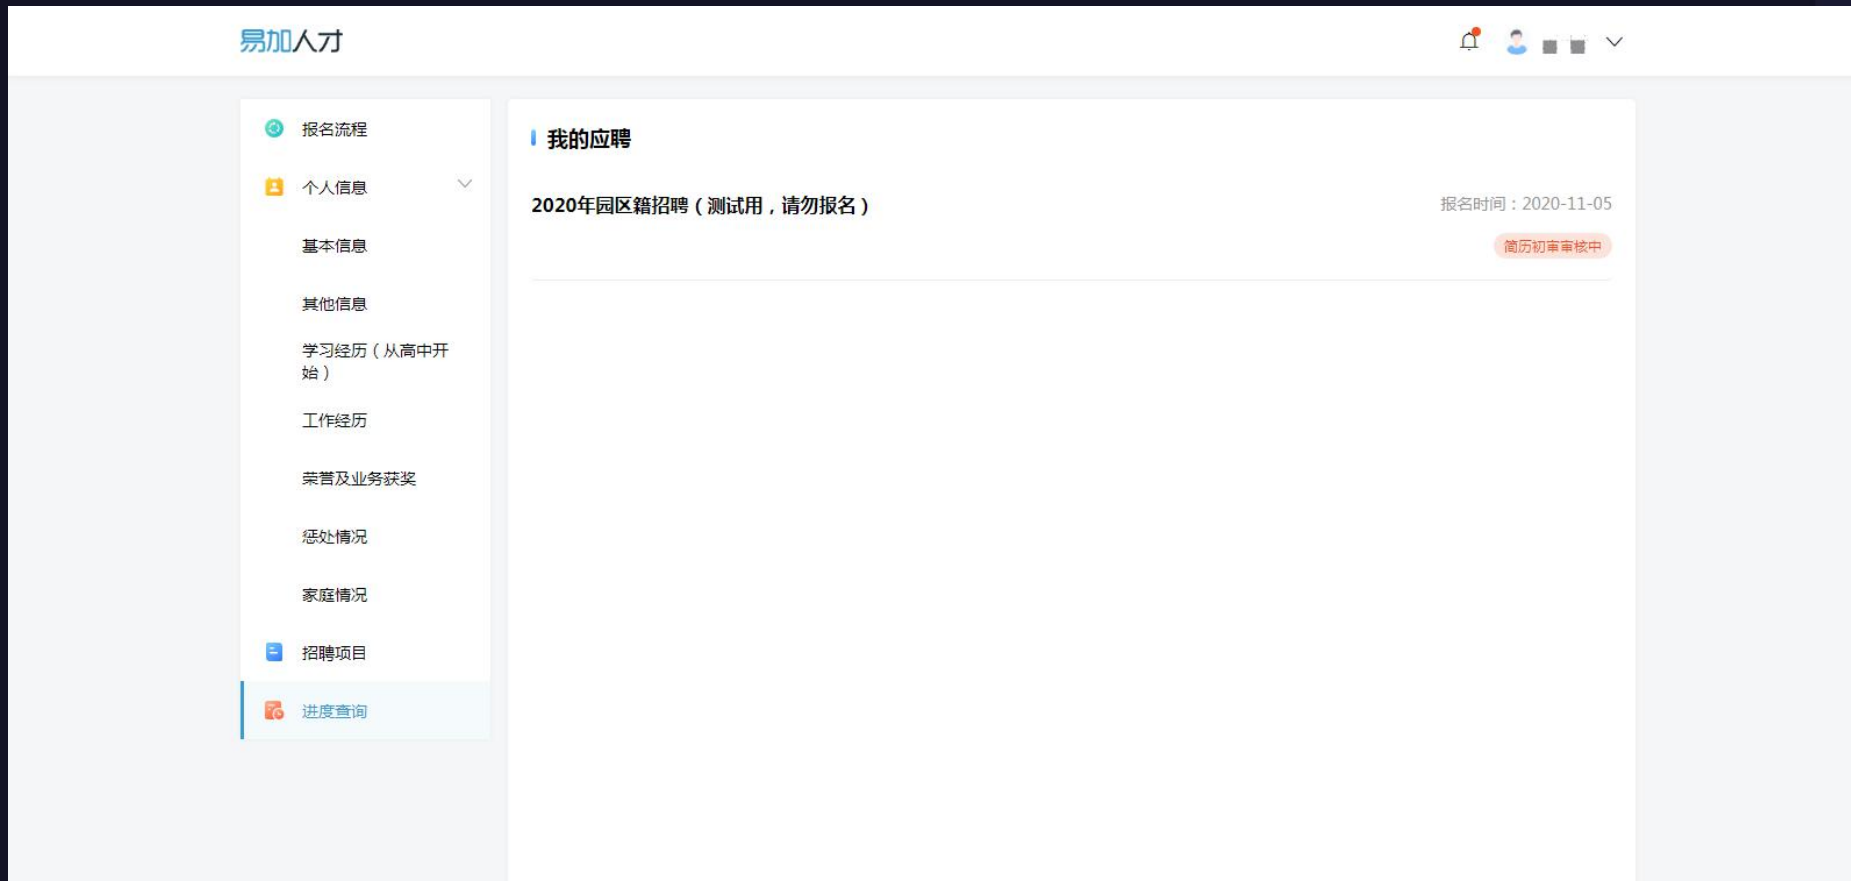 易加人才
报名流程
个人信息
基本信息
其他信息
学习经历（从高中开
始）
工作经历
荣誉及业务获奖
惩处情况
家庭情况
招聘项目
进度查询
我的应聘
2020年园区籍招聘（测试用，请勿报名）
报名时间：2020-11-05
简历初审审核中